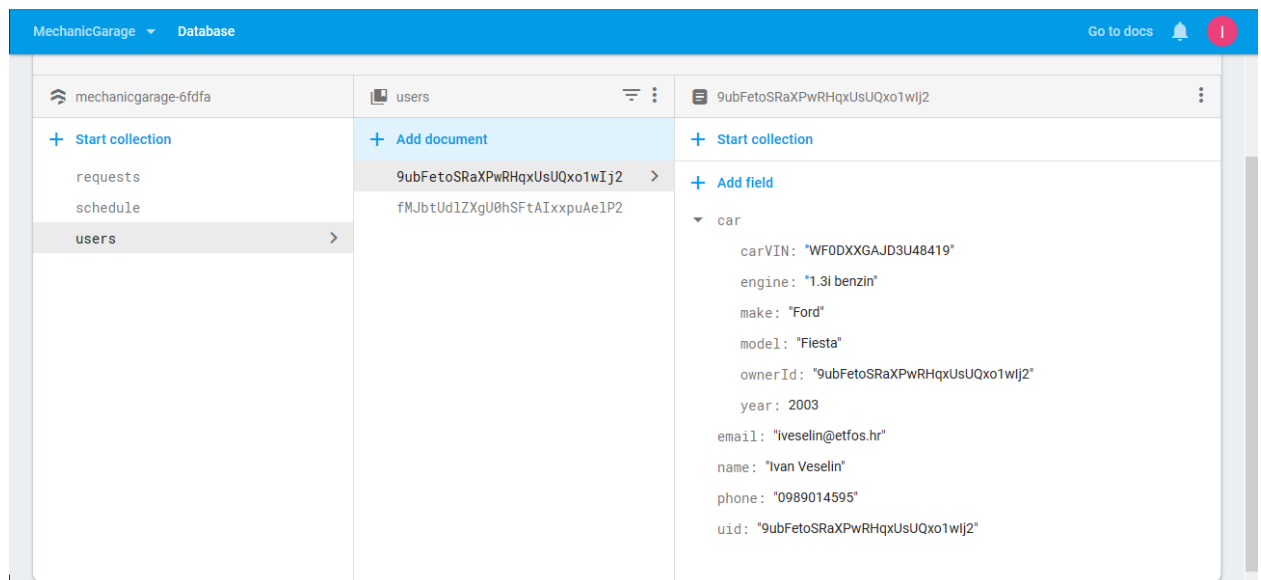 MechanicGarage Database Go to docs I
mechanicgarage-6fdfa users 9ubFetoSRaXPwRHqxUsUQxo1wIj2
+ Start collection + Add document + Start collection
requests 9ubFetoSRaXPwRHqxUsUQxo1wIj2
+ Add field
schedule fMJbtUdlZXgU0hSFtAIxxpuAelP2
car
users
carVIN: "WF0DXXGAJD3U48419"
engine: "1.3i benzin"
make: "Ford"
model: "Fiesta"
ownerId: "9ubFetoSRaXPwRHqxUsUQxo1wIj2"
year: 2003
email: "iveselin@etfos.hr"
name: "Ivan Veselin"
phone: "0989014595"
uid: "9ubFetoSRaXPwRHqxUsUQxo1wIj2"